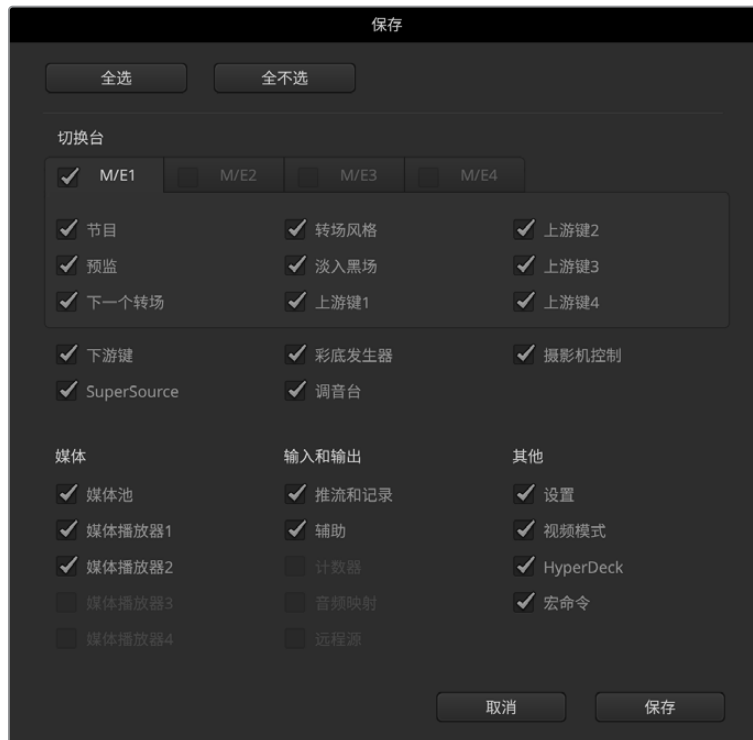 保存
全选 全不选
切换台
M/E1 M/E2 M/E3 M/E4
节目 转场风格 上游键2
预监 淡入黑场 上游键3
下一个转场 上游键1 上游键4
下游键 彩底发生器 摄影机控制
SuperSource 调音台
媒体 输入和输出 其他
媒体池 推流和记录 设置
媒体播放器1 辅助 视频模式
媒体播放器2 计数器 HyperDeck
媒体播放器3 音频映射 宏命令
媒体播放器4 远程源
取消 保存